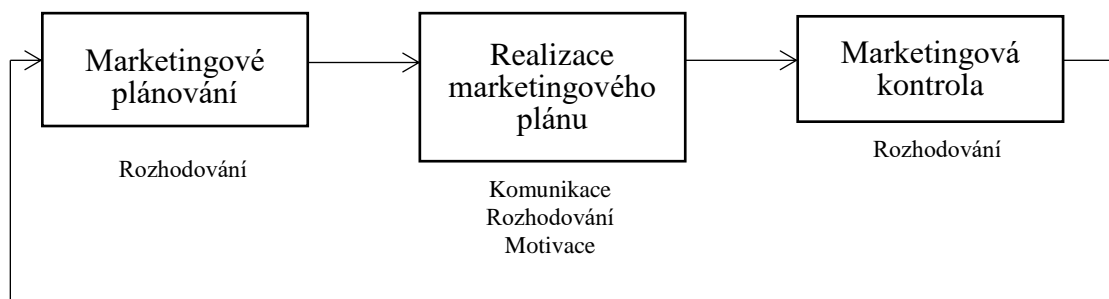 Marketingové
plánování
Rozhodování
Realizace
marketingového
plánu
Komunikace
Rozhodování
Motivace
Marketingová
kontrola
Rozhodování